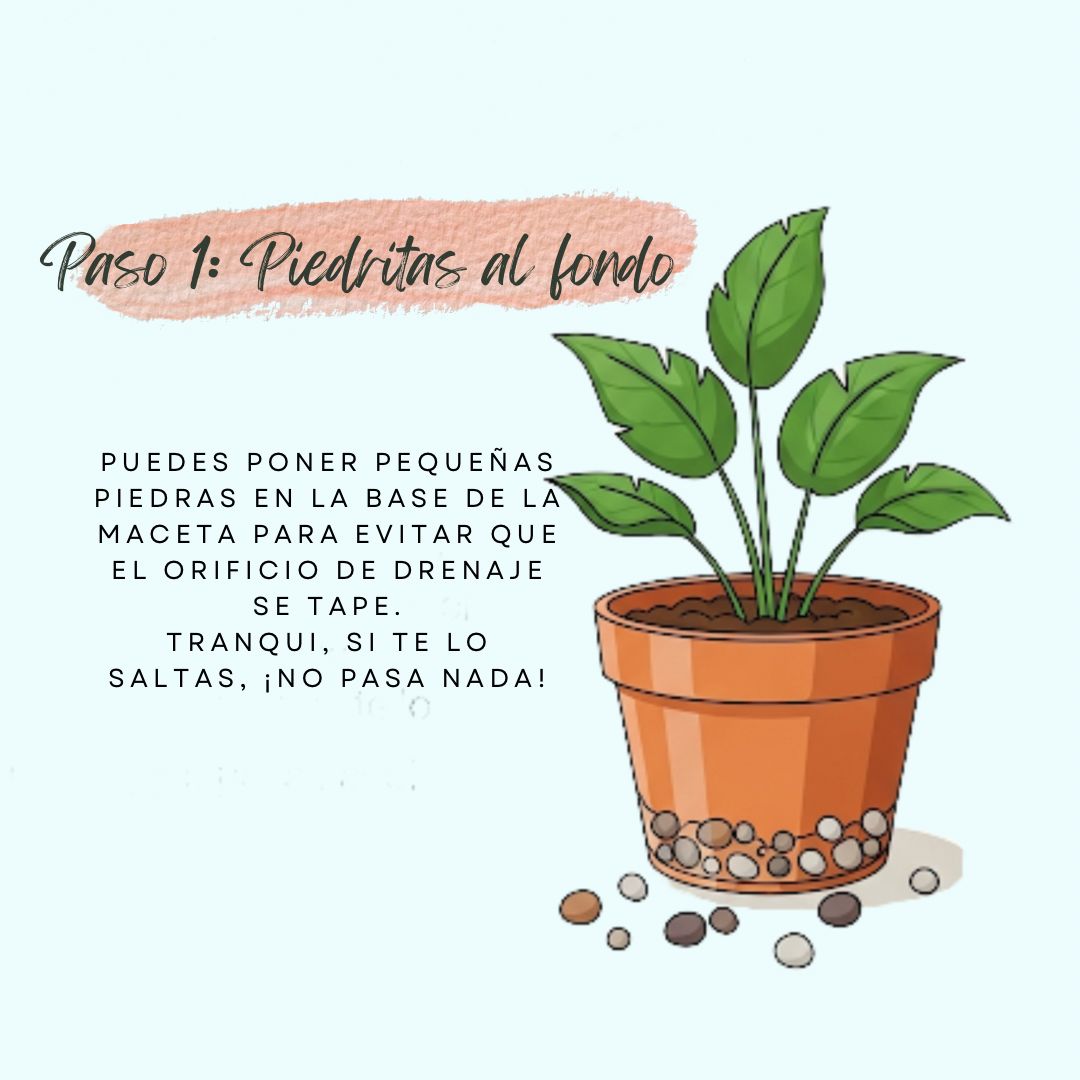 Paso 1: Piedritas al fondo
PUEDES PONER PEQUEÑAS
PIEDRAS EN LA BASE DE LA
MACETA PARA EVITAR QUE
EL ORIFICIO DE DRENAJE
SE TAPE.
TRANQUI, SI TE LO
SALTAS, ¡NO PASA NADA!